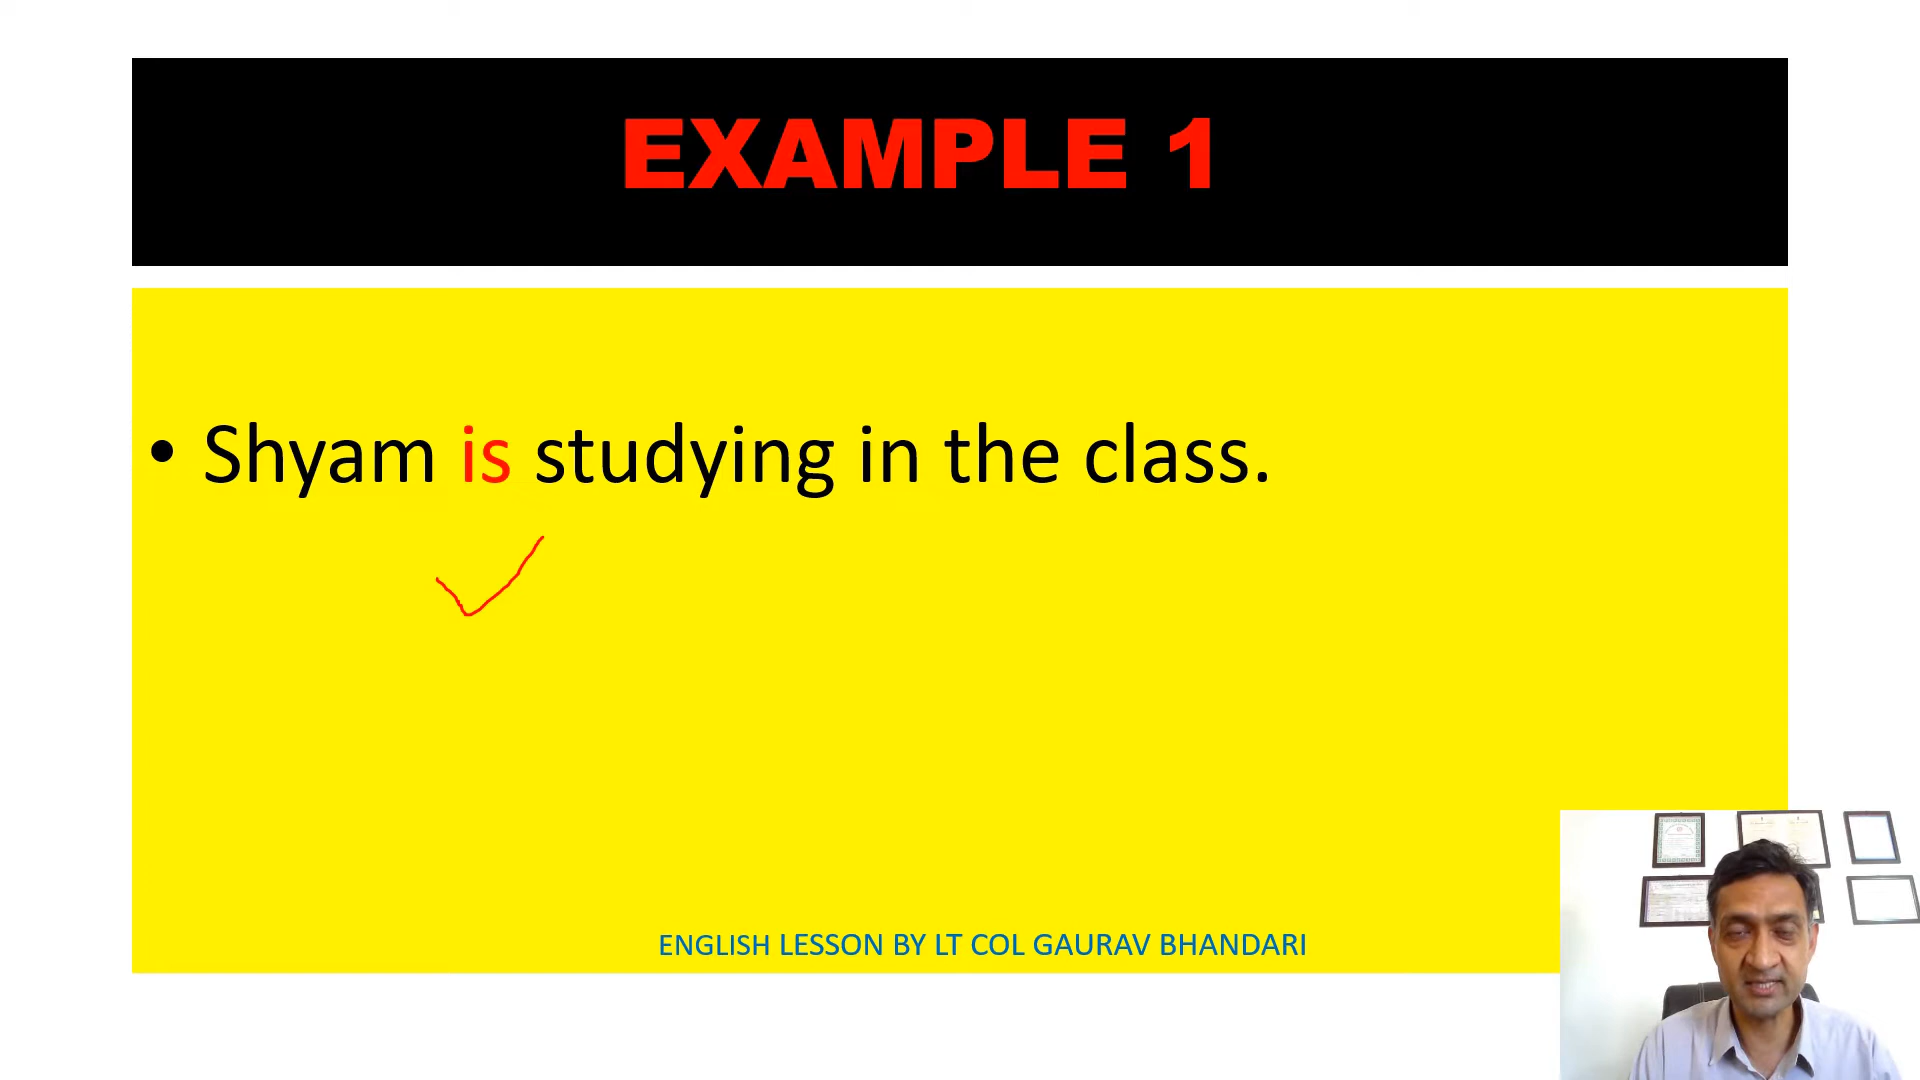 EXAMPLE 1
• Shyam is studying in the class.
ENGLISH LESSON BY LT COL GAURAV BHANDARI